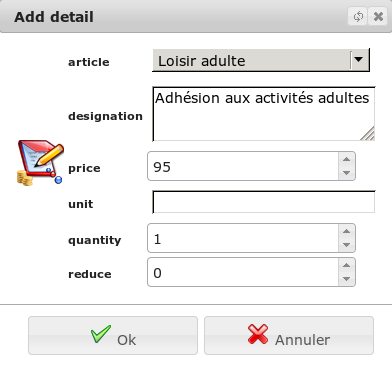 Add detail
article
Loisir adulte
designation
Adhésion aux activités adultes
price
95
unit
quantity
1
reduce
0
Ok
Annuler